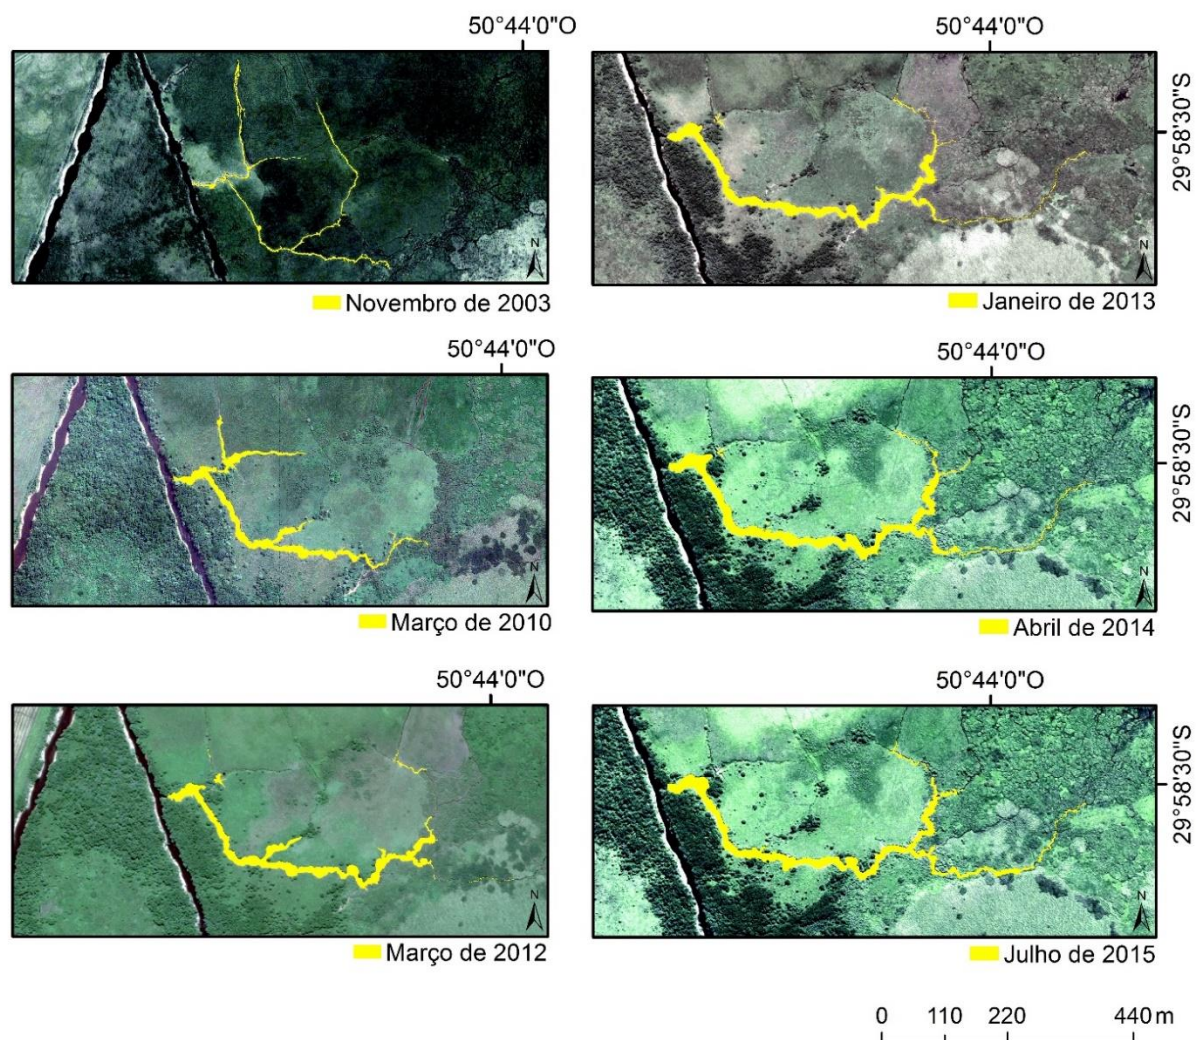 50°44'0"O
50°44'0"O
29°58'30"S
N
N
Novembro de 2003
Janeiro de 2013
50°44'0"O
50°44'0"O
29°58'30"S
N
N
Março de 2010
Abril de 2014
50°44'0"O
50°44'0"O
29°58'30"S
N
N
Março de 2012
Julho de 2015
0 110 220 440 m